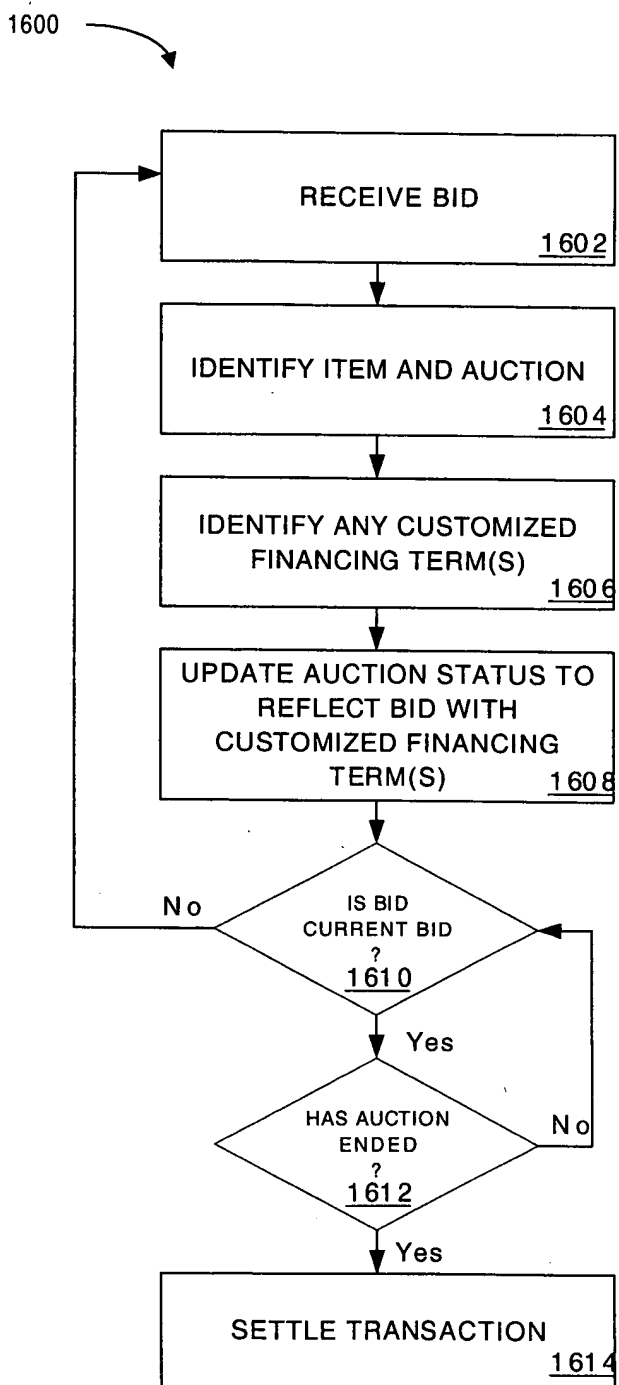 1600
RECEIVE BID
1602
IDENTIFY ITEM AND AUCTION
1604
IDENTIFY ANY CUSTOMIZED
FINANCING TERM(S)
1606
UPDATE AUCTION STATUS TO
REFLECT BID WITH
CUSTOMIZED FINANCING
TERM(S)
1608
No
IS BID
CURRENT BID
?
1610
Yes
HAS AUCTION
ENDED
?
1612
No
Yes
SETTLE TRANSACTION
1614